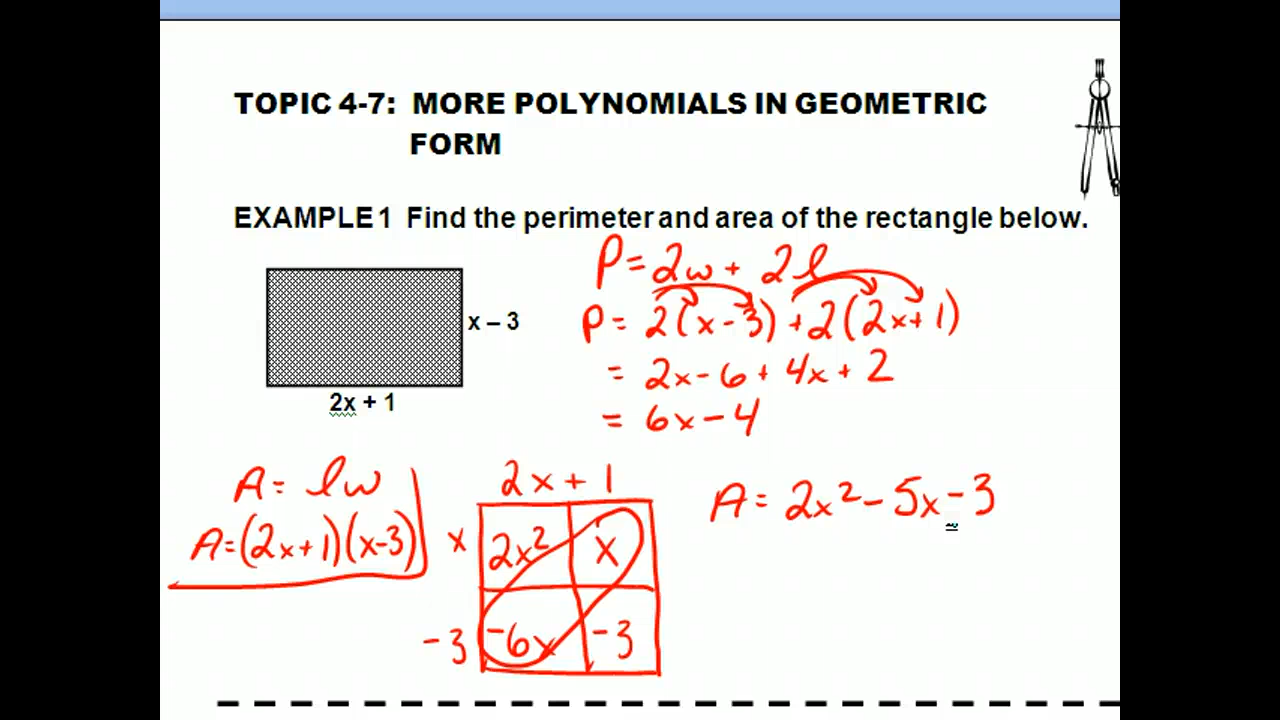 TOPIC 4-7: MORE POLYNOMIALS IN GEOMETRIC
FORM
EXAMPLE 1 Find the perimeter and area of the rectangle below.
x – 3
2x + 1
P = 2w + 2l
P = 2(x - 3) + 2(2x + 1)
= 2x - 6 + 4x + 2
= 6x - 4
A = lw
A = (2x + 1)(x - 3)
2x + 1
x 2x² x
-3 -6x -3
A = 2x² - 5x - 3